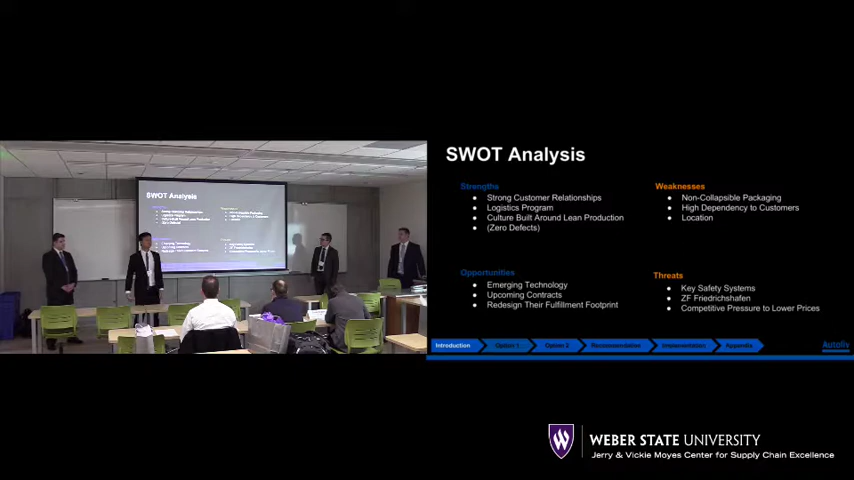 SWOT Analysis
SWOT Analysis
Strengths
Strong Customer Relationships
Logistics Program
Culture Built Around Lean Production
(Zero Defects)
Weaknesses
Non-Collapsible Packaging
High Dependency to Customers
Location
Opportunities
Emerging Technology
Upcoming Contracts
Redesign Their Fulfillment Footprint
Threats
Key Safety Systems
ZF Friedrichshafen
Competitive Pressure to Lower Prices
Introduction
Option 1
Option 2
Recommendation
Implementation
Appendix
Autoliv
WEBER STATE UNIVERSITY
Jerry & Vickie Moyes Center for Supply Chain Excellence